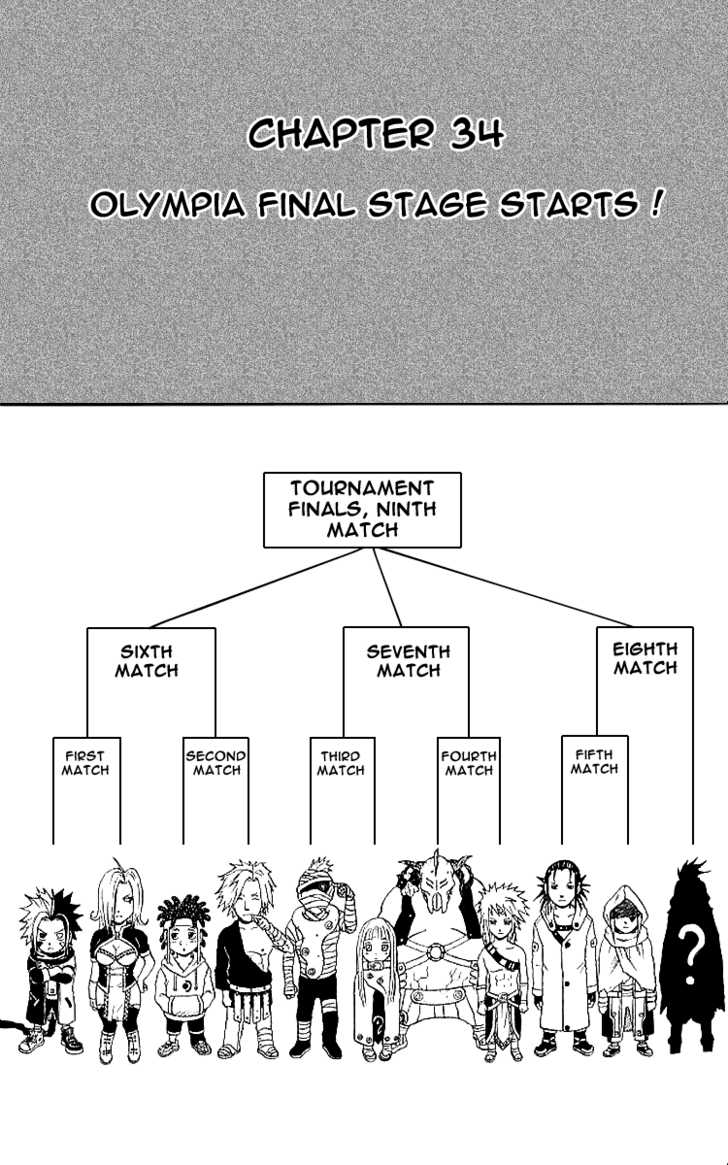 CHAPTER 34
OLYMPIA FINAL STAGE STARTS!
TOURNAMENT
FINALS, NINTH
MATCH
SIXTH
MATCH
SEVENTH
MATCH
EIGHTH
MATCH
FIRST
MATCH
SECOND
MATCH
THIRD
MATCH
FOURTH
MATCH
FIFTH
MATCH
?
?